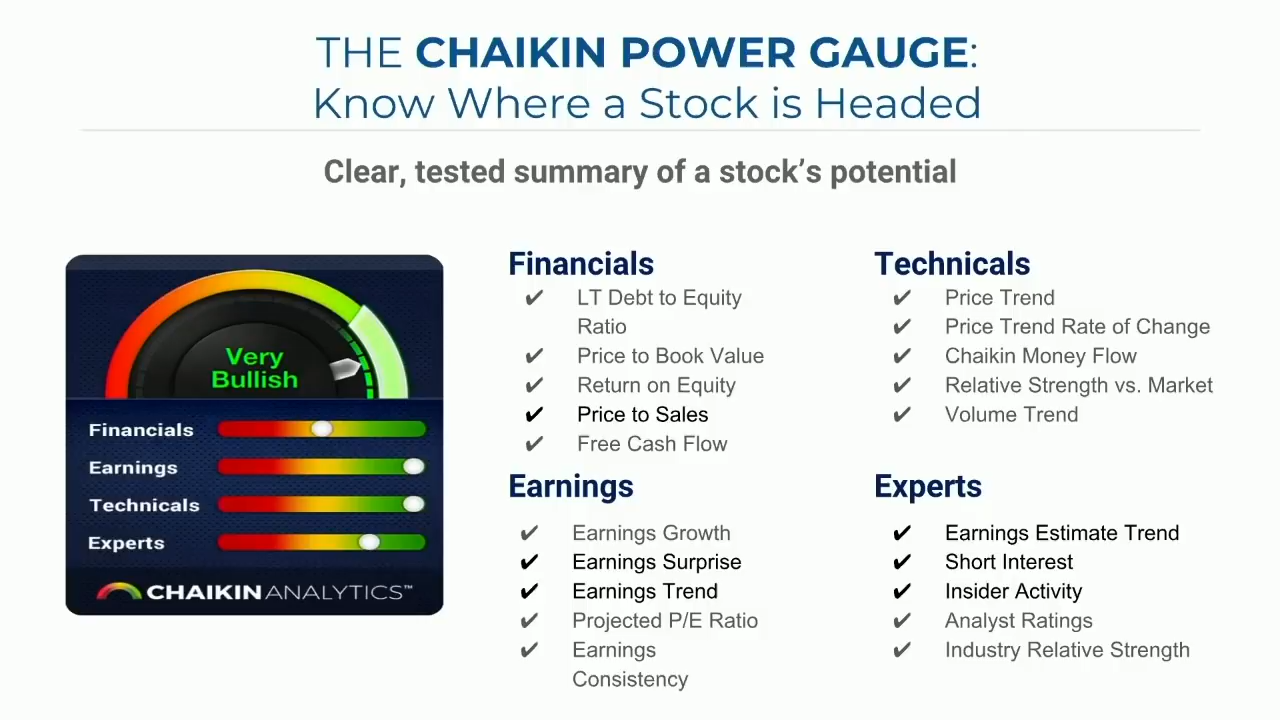 THE CHAIKIN POWER GAUGE:
Know Where a Stock is Headed
Clear, tested summary of a stock’s potential
Very
Bullish
Financials
Earnings
Technicals
Experts
CHAIKIN ANALYTICS™
Financials
✔ LT Debt to Equity
Ratio
✔ Price to Book Value
✔ Return on Equity
✔ Price to Sales
✔ Free Cash Flow
Technicals
✔ Price Trend
✔ Price Trend Rate of Change
✔ Chaikin Money Flow
✔ Relative Strength vs. Market
✔ Volume Trend
Earnings
✔ Earnings Growth
✔ Earnings Surprise
✔ Earnings Trend
✔ Projected P/E Ratio
✔ Earnings
Consistency
Experts
✔ Earnings Estimate Trend
✔ Short Interest
✔ Insider Activity
✔ Analyst Ratings
✔ Industry Relative Strength